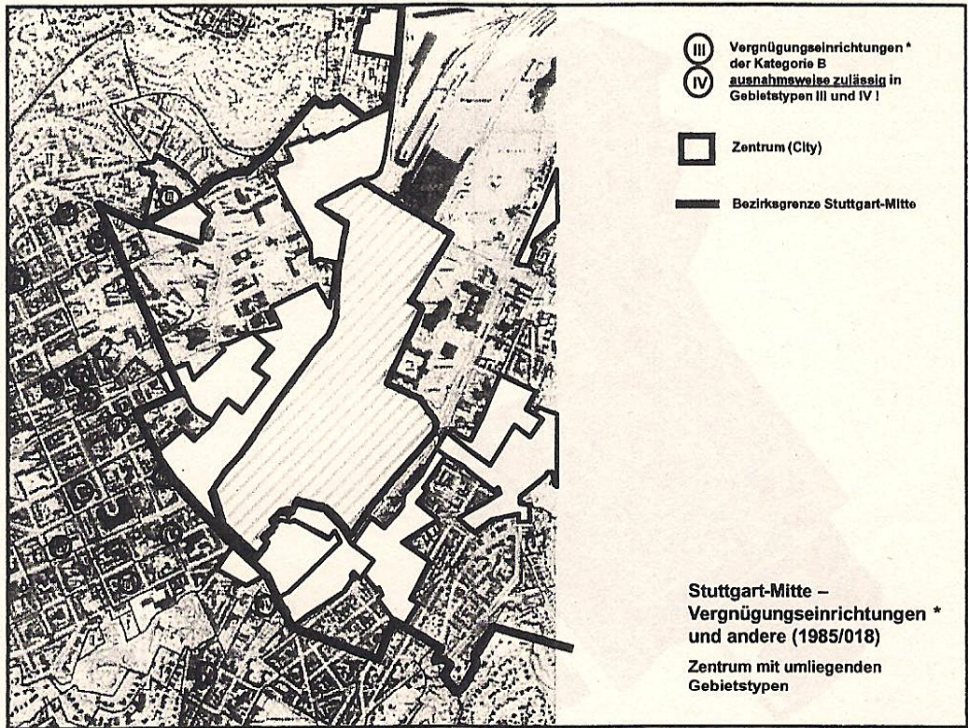 III
Vergnügungseinrichtungen *
der Kategorie B
IV
ausnahmsweise zulässig in
Gebietstypen III und IV !
Zentrum (City)
Bezirksgrenze Stuttgart-Mitte
Stuttgart-Mitte –
Vergnügungseinrichtungen *
und andere (1985/018)
Zentrum mit umliegenden
Gebietstypen